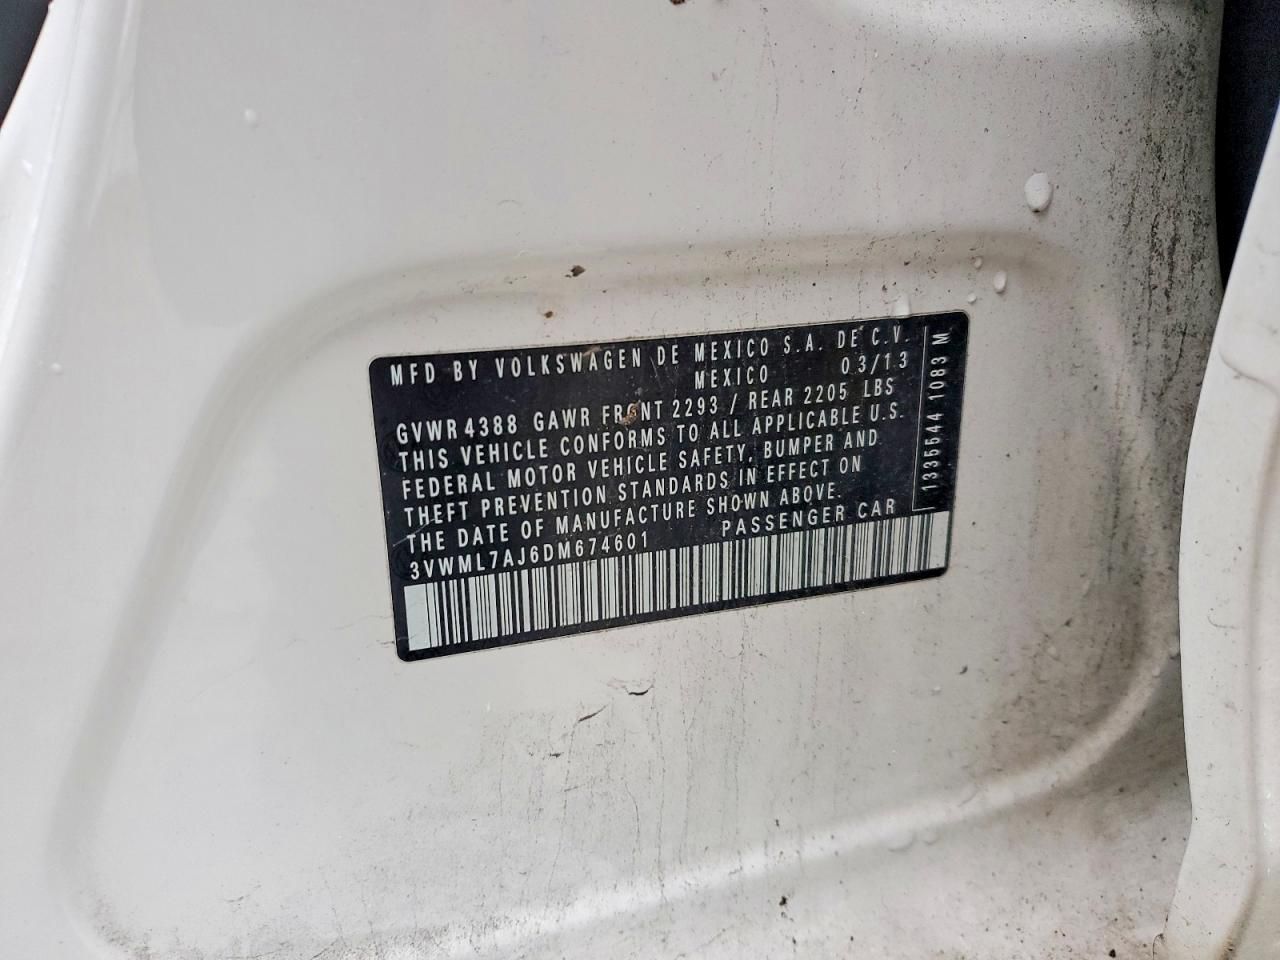 MFD BY VOLKSWAGEN DE MEXICO S.A. DE C.V.
MEXICO 03/13
GVWR 4388 GAWR FRONT 2293 / REAR 2205 LBS
THIS VEHICLE CONFORMS TO ALL APPLICABLE U.S.
FEDERAL MOTOR VEHICLE SAFETY, BUMPER AND
THEFT PREVENTION STANDARDS IN EFFECT ON
THE DATE OF MANUFACTURE SHOWN ABOVE.
3VWML7AJ6DM674601 PASSENGER CAR
1335544 1083 M